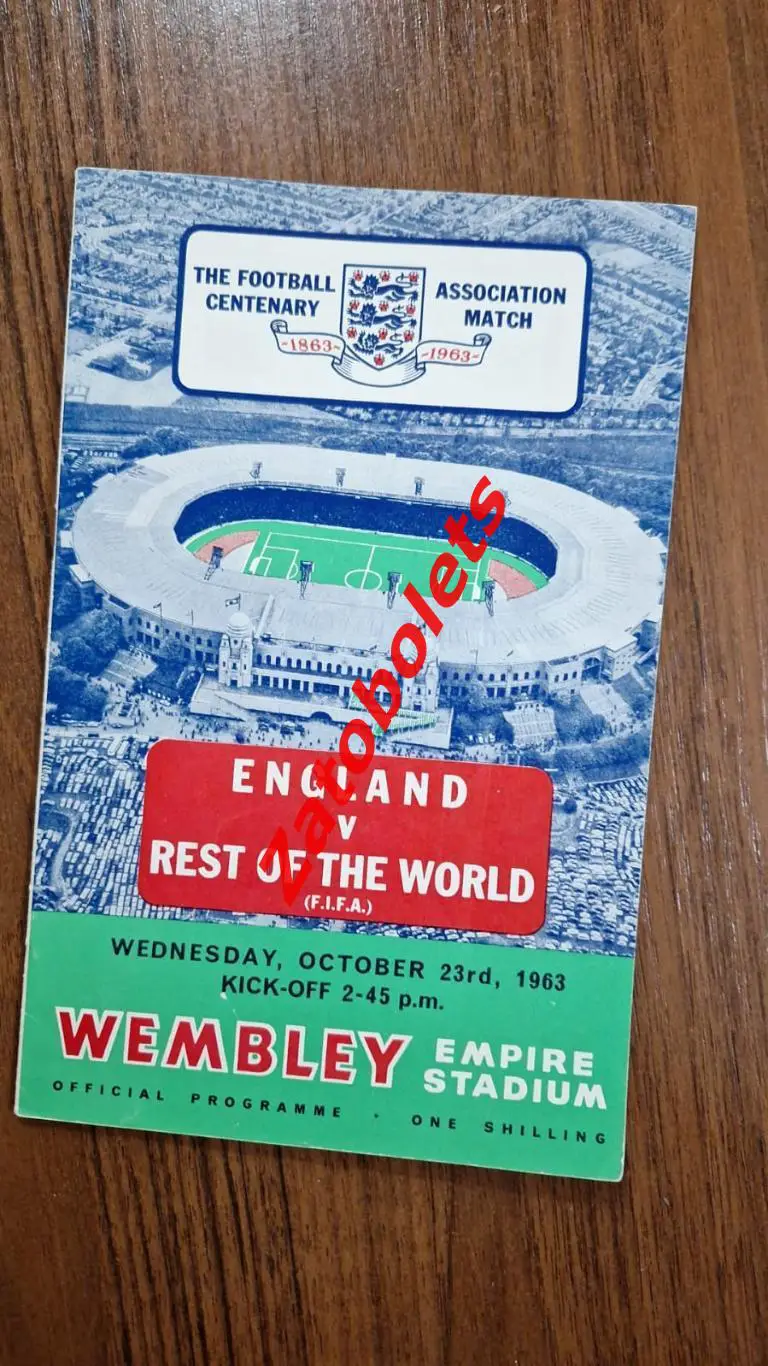 THE FOOTBALL ASSOCIATION
CENTENARY MATCH
-1863- -1963-
ENGLAND
V
REST OF THE WORLD
(F.I.F.A.)
WEDNESDAY, OCTOBER 23rd, 1963
KICK-OFF 2-45 p.m.
WEMBLEY EMPIRE STADIUM
OFFICIAL PROGRAMME . ONE SHILLING
Zatobolets